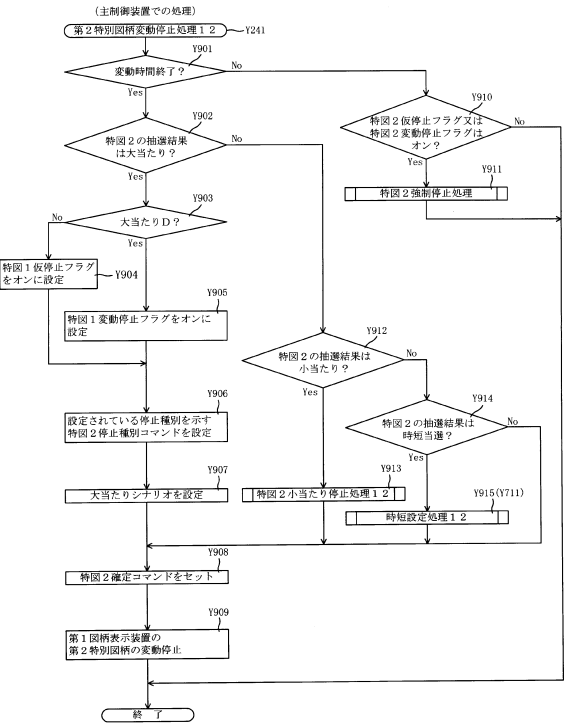 (主制御装置での処理)
第2特別図柄変動停止処理12
Y241
Y901
変動時間終了?
No
Yes
Y902
特図2の抽選結果
は大当たり?
No
Yes
Y910
特図2仮停止フラグ又は
特図2変動停止フラグは
オン?
No
Yes
Y911
特図2強制停止処理
Y903
大当たりD?
No
Yes
特図1仮停止フラグ
をオンに設定
Y904
Y905
特図1変動停止フラグをオンに
設定
Y912
特図2の抽選結果は
小当たり?
No
Yes
Y906
設定されている停止種別を示す
特図2停止種別コマンドを設定
Y914
特図2の抽選結果は
時短当選?
No
Yes
Y907
大当たりシナリオを設定
Y913
特図2小当たり停止処理12
Y915(Y711)
時短設定処理12
Y908
特図2確定コマンドをセット
Y909
第1図柄表示装置の
第2特別図柄の変動停止
終了